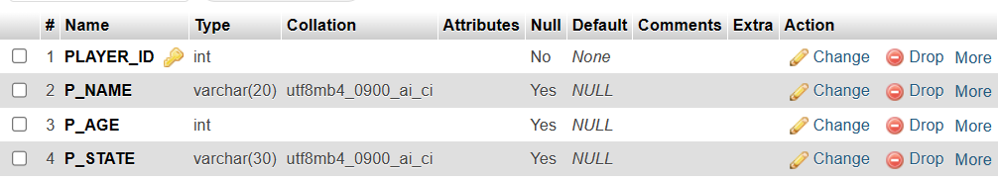 # Name Type Collation Attributes Null Default Comments Extra Action
1 PLAYER_ID int No None Change Drop More
2 P_NAME varchar(20) utf8mb4_0900_ai_ci Yes NULL Change Drop More
3 P_AGE int Yes NULL Change Drop More
4 P_STATE varchar(30) utf8mb4_0900_ai_ci Yes NULL Change Drop More